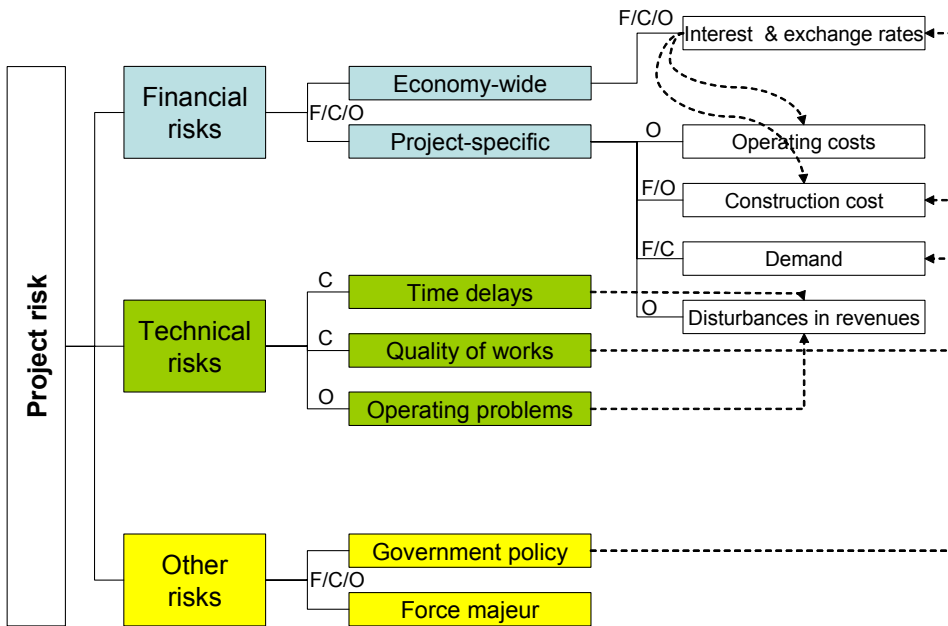 Project risk
Financial
risks
F/C/O
Economy-wide
Project-specific
F/C/O
Interest & exchange rates
O
Operating costs
F/O
Construction cost
F/C
Demand
O
Disturbances in revenues
Technical
risks
C
Time delays
C
Quality of works
O
Operating problems
Other
risks
F/C/O
Government policy
Force majeur